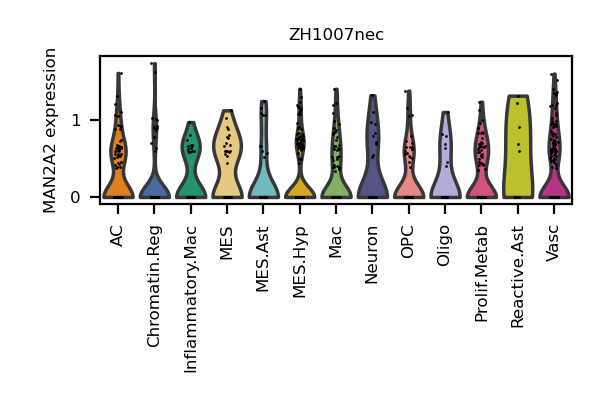 ZH1007nec
MAN2A2 expression
1
0
AC
Chromatin.Reg
Inflammatory.Mac
MES
MES.Ast
MES.Hyp
Mac
Neuron
OPC
Oligo
Prolif.Metab
Reactive.Ast
Vasc